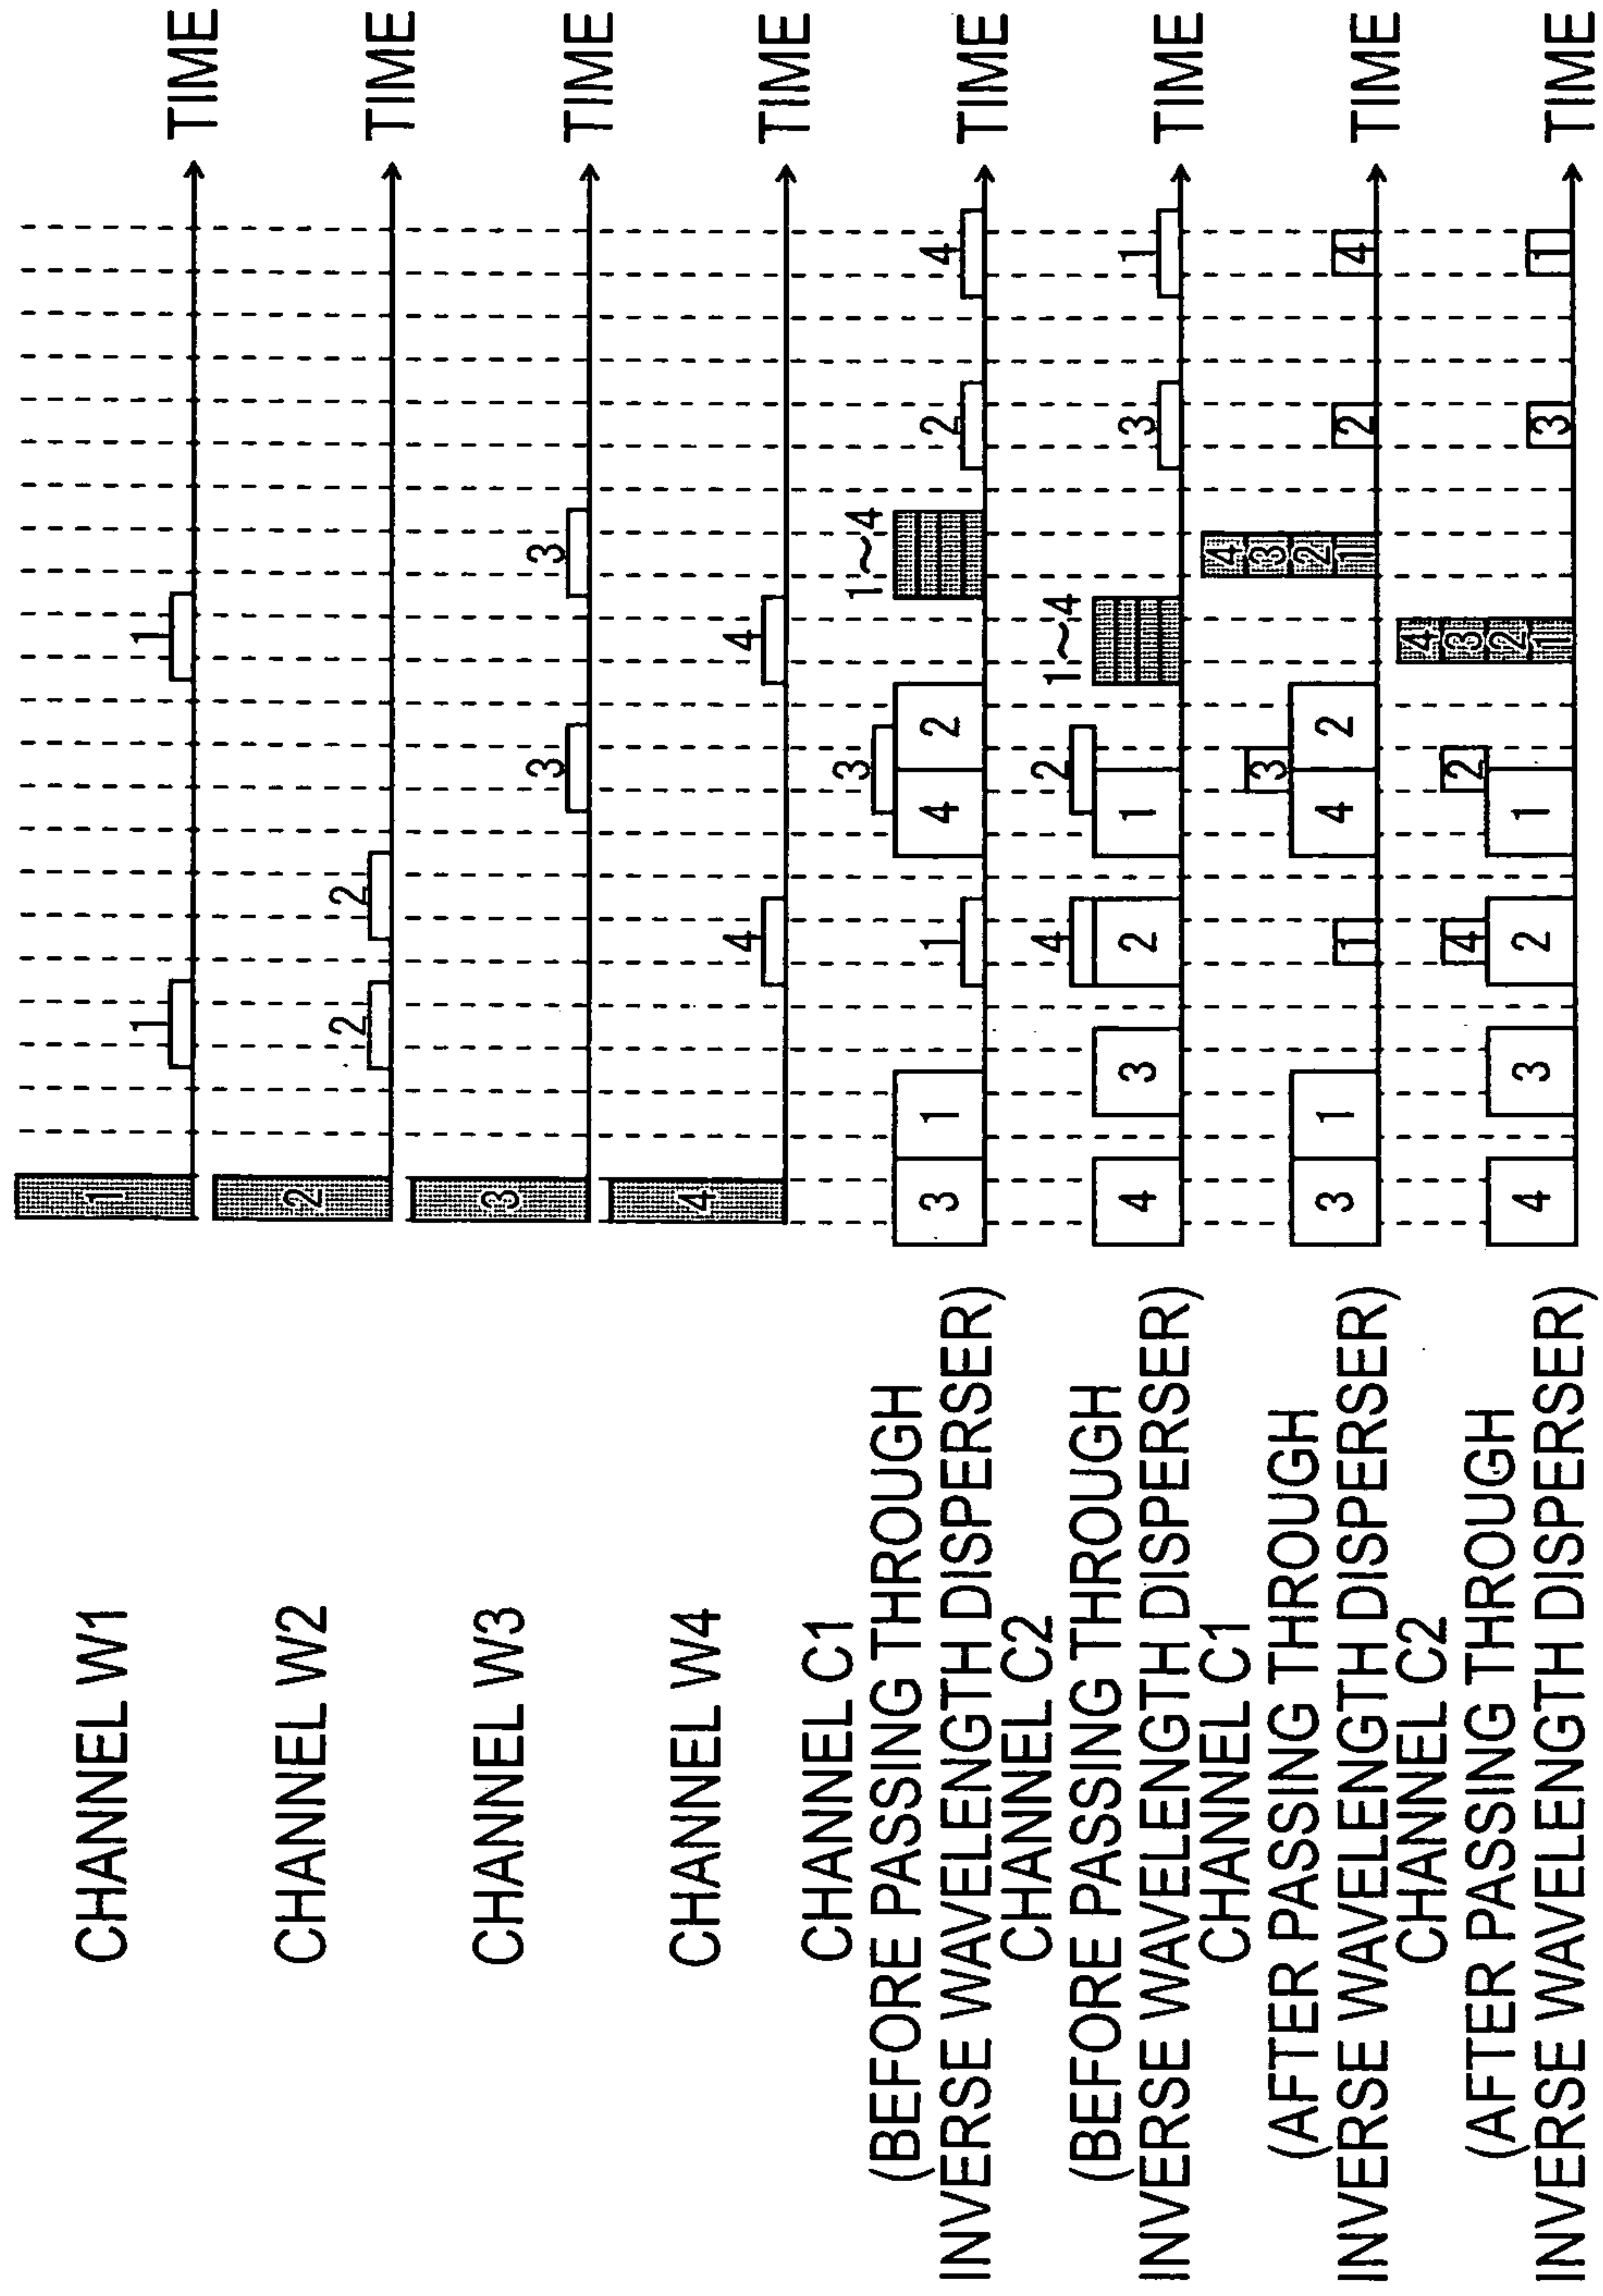 CHANNEL W1
1
1
1
TIME
CHANNEL W2
2
2
2
TIME
CHANNEL W3
3
3
3
TIME
CHANNEL W4
4
4
4
TIME
CHANNEL C1
(BEFORE PASSING THROUGH
INVERSE WAVELENGTH DISPERSER)
3
1
1
4
3
2
1~4
2
4
TIME
CHANNEL C2
(BEFORE PASSING THROUGH
INVERSE WAVELENGTH DISPERSER)
4
3
4
2
1
2
1~4
3
1
TIME
CHANNEL C1
(AFTER PASSING THROUGH
INVERSE WAVELENGTH DISPERSER)
3
1
1
4
3
2
4
3
2
1
2
4
TIME
CHANNEL C2
(AFTER PASSING THROUGH
INVERSE WAVELENGTH DISPERSER)
4
3
4
2
1
2
4
3
2
1
3
1
TIME